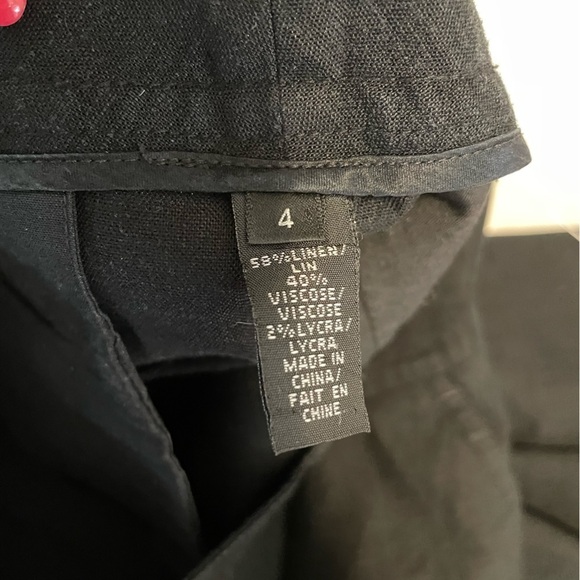 4
58%LINEN/
LIN
40%
VISCOSE/
VISCOSE
2%LYCRA/
LYCRA
MADE IN
CHINA/
FAIT EN
CHINE